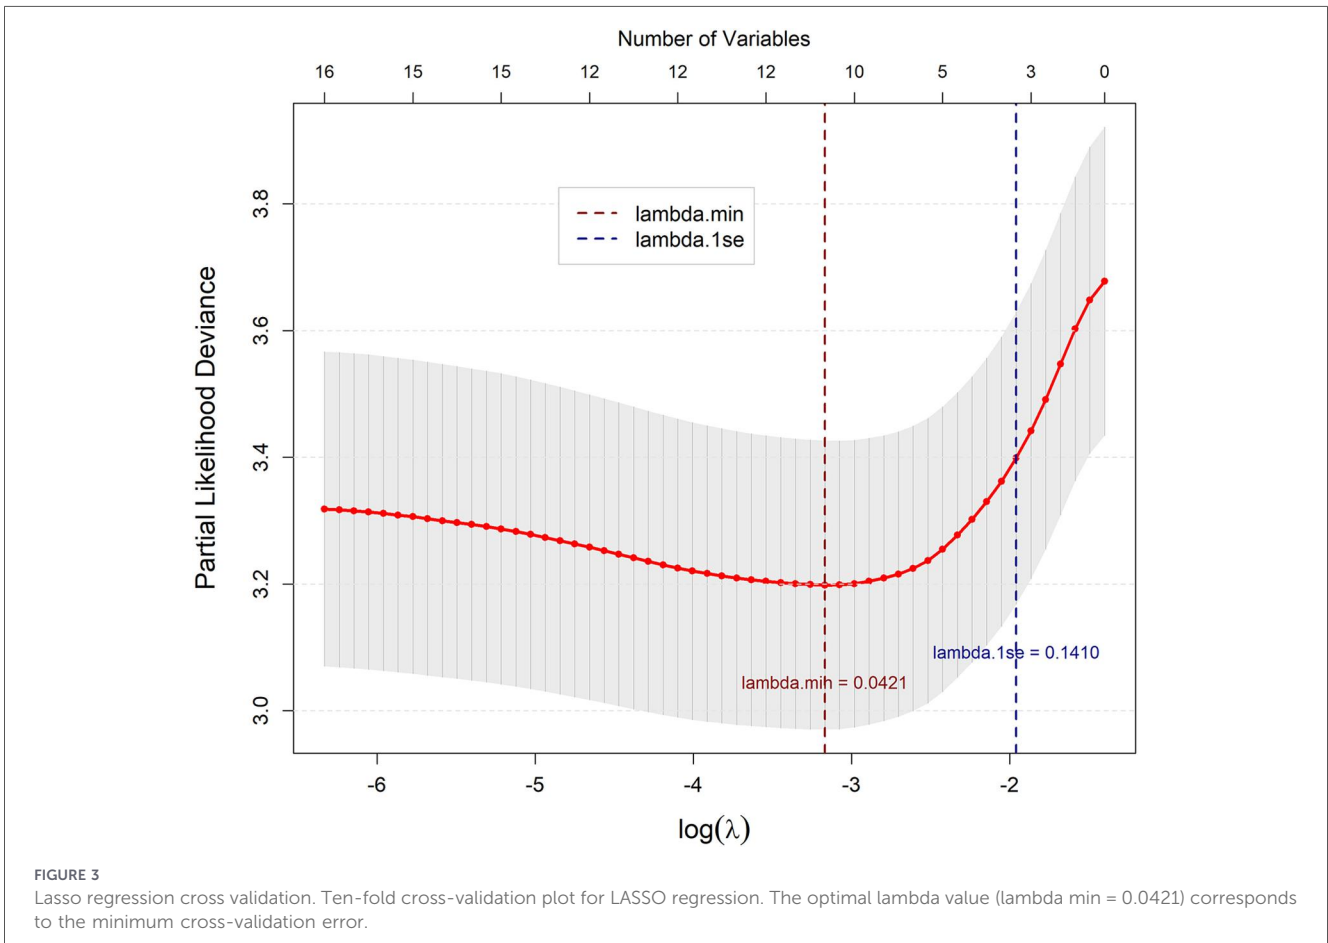 Number of Variables
16 15 15 12 12 12 10 5 3 0
Partial Likelihood Deviance
3.8
3.6
3.4
3.2
3.0
lambda.min
lambda.1se
lambda.1se = 0.1410
lambda.min = 0.0421
-6 -5 -4 -3 -2
log(λ)
FIGURE 3
Lasso regression cross validation. Ten-fold cross-validation plot for LASSO regression. The optimal lambda value (lambda min = 0.0421) corresponds
to the minimum cross-validation error.